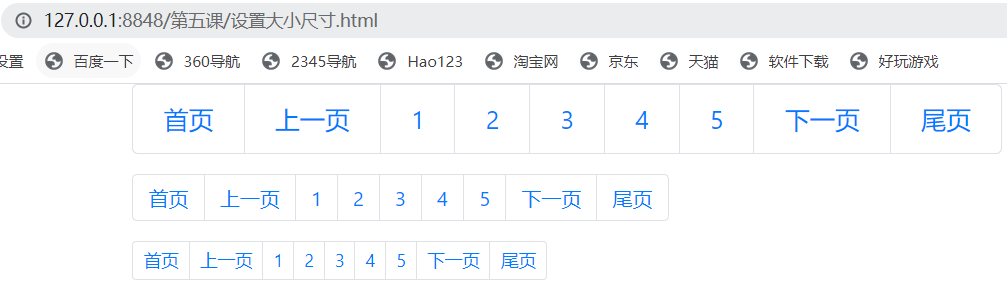 127.0.0.1:8848/第五课/设置大小尺寸.html
设置 百度一下 360导航 2345导航 Hao123 淘宝网 京东 天猫 软件下载 好玩游戏
首页 上一页 1 2 3 4 5 下一页 尾页
首页 上一页 1 2 3 4 5 下一页 尾页
首页 上一页 1 2 3 4 5 下一页 尾页